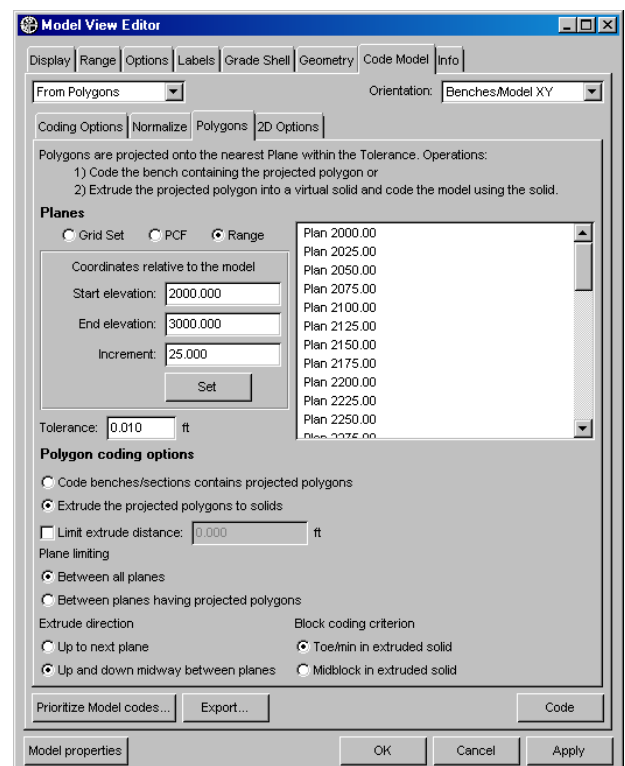 Model View Editor
Display Range Options Labels Grade Shell Geometry Code Model Info
From Polygons Orientation: Benches/Model XY
Coding Options Normalize Polygons 2D Options
Polygons are projected onto the nearest Plane within the Tolerance. Operations:
1) Code the bench containing the projected polygon or
2) Extrude the projected polygon into a virtual solid and code the model using the solid.
Planes
Grid Set PCF Range
Coordinates relative to the model
Start elevation: 2000.000
End elevation: 3000.000
Increment: 25.000
Set
Tolerance: 0.010 ft
Plan 2000.00
Plan 2025.00
Plan 2050.00
Plan 2075.00
Plan 2100.00
Plan 2125.00
Plan 2150.00
Plan 2175.00
Plan 2200.00
Plan 2225.00
Plan 2250.00
Plan 2275.00
Polygon coding options
Code benches/sections contains projected polygons
Extrude the projected polygons to solids
Limit extrude distance: 0.000 ft
Plane limiting
Between all planes
Between planes having projected polygons
Extrude direction Block coding criterion
Up to next plane Toe/min in extruded solid
Up and down midway between planes Midblock in extruded solid
Prioritize Model codes... Export... Code
Model properties OK Cancel Apply